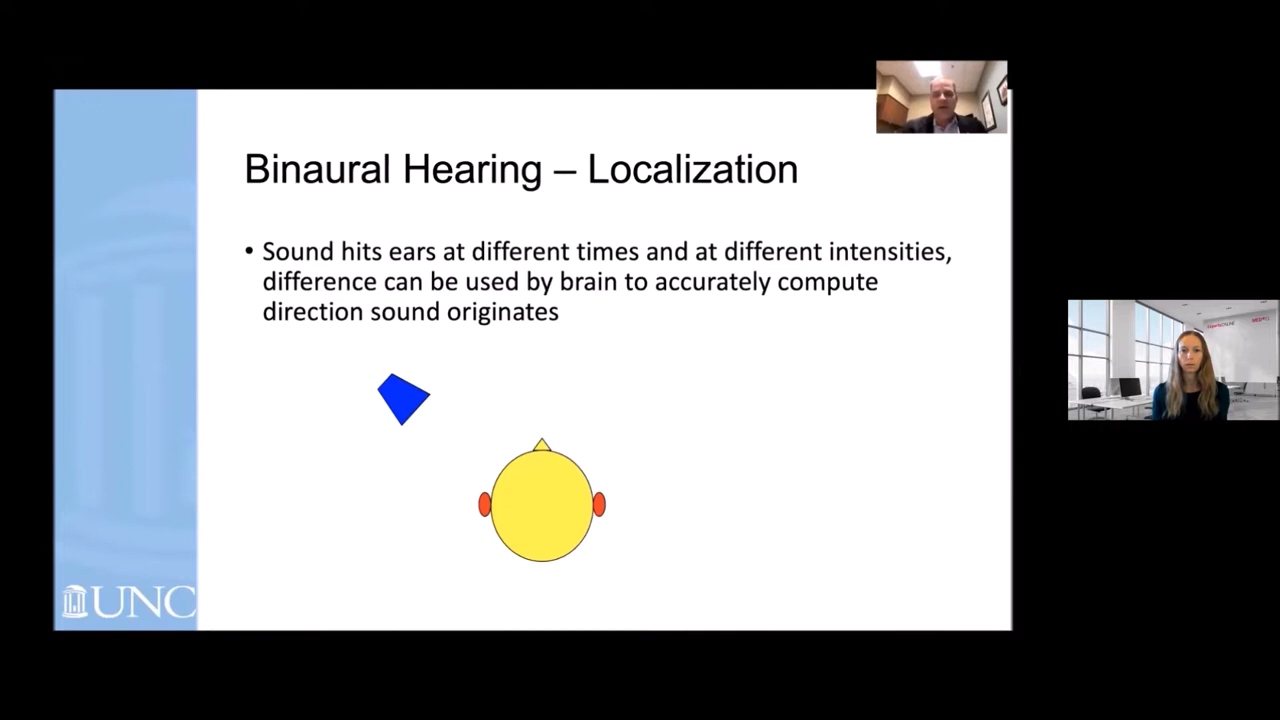 Binaural Hearing – Localization
• Sound hits ears at different times and at different intensities,
difference can be used by brain to accurately compute
direction sound originates
UNC